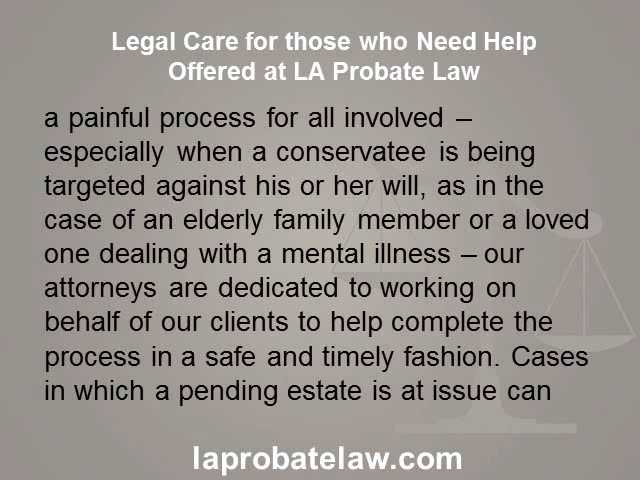 Legal Care for those who Need Help
Offered at LA Probate Law
a painful process for all involved –
especially when a conservatee is being
targeted against his or her will, as in the
case of an elderly family member or a loved
one dealing with a mental illness – our
attorneys are dedicated to working on
behalf of our clients to help complete the
process in a safe and timely fashion. Cases
in which a pending estate is at issue can
laprobatelaw.com